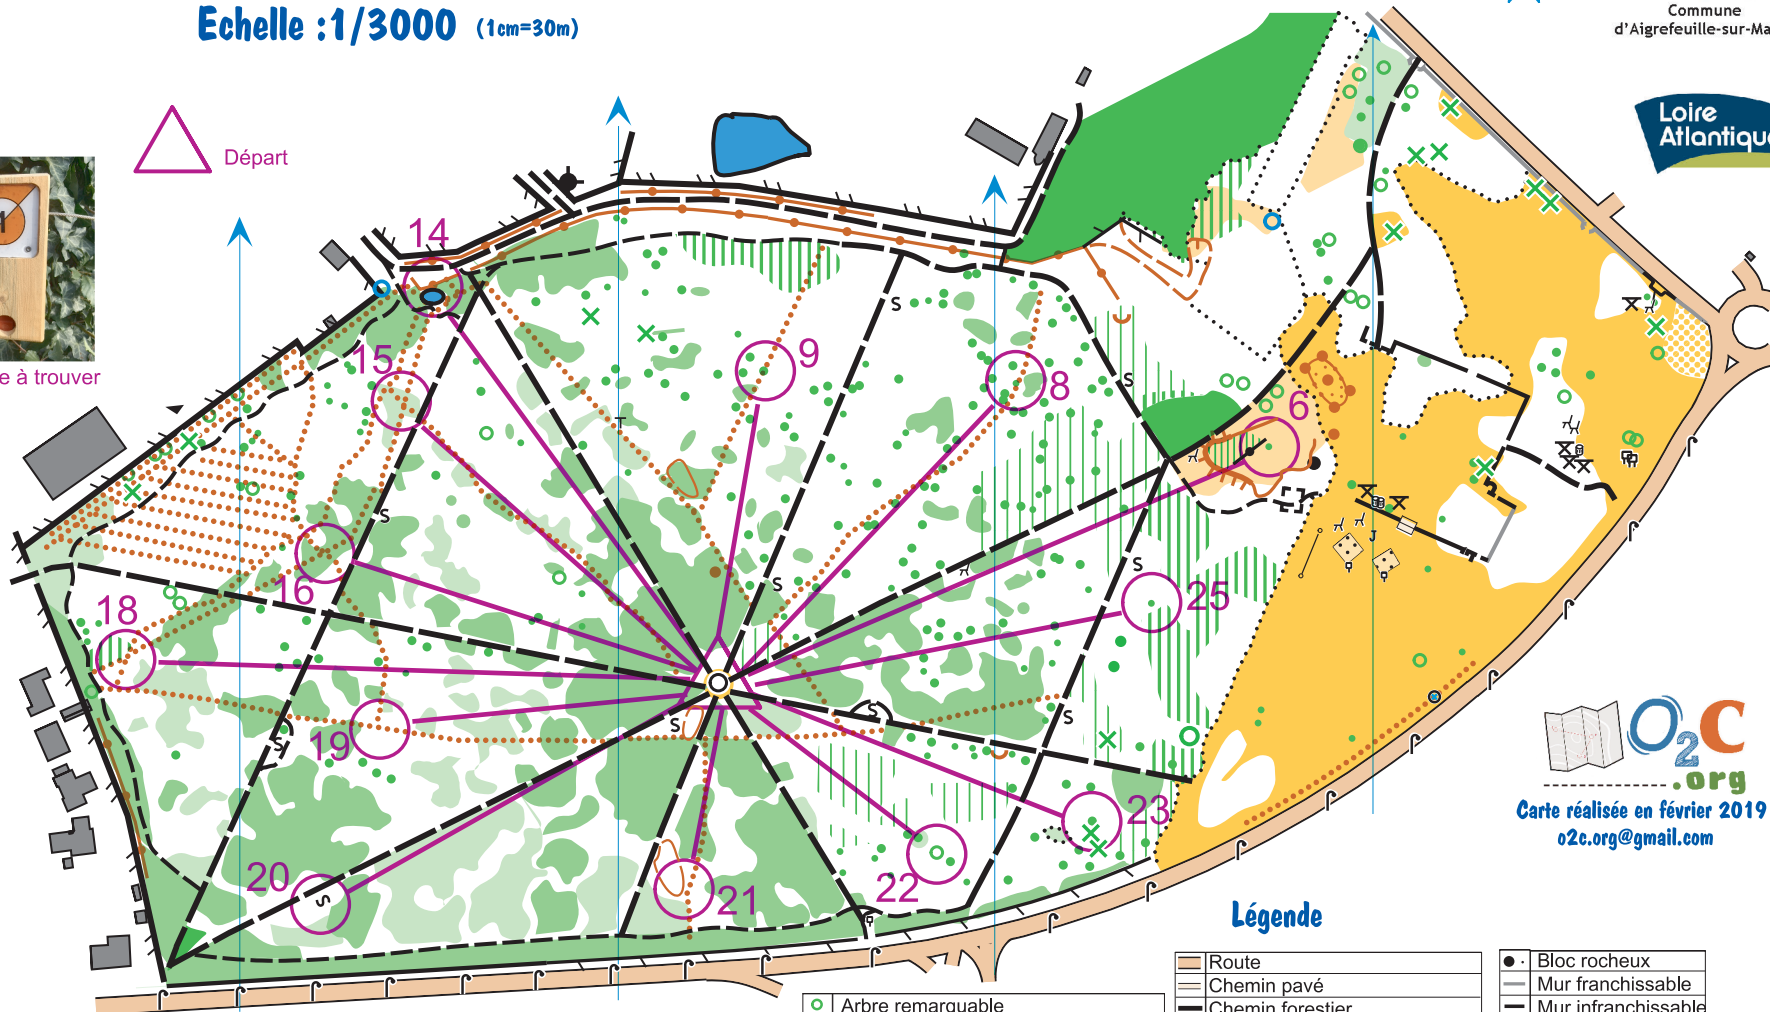 Echelle :1/3000 (1cm=30m)
Commune
d'Aigrefeuille-sur-Ma
Loire
Atlantiqu
Départ
e à trouver
14
15
9
8
6
16
18
25
19
20
21
22
23
O2C
.org
Carte réalisée en février 2019
o2c.org@gmail.com
Légende
Route
Chemin pavé
Chemin forestier
Bloc rocheux
Mur franchissable
Mur infranchissable
Arbre remarquable